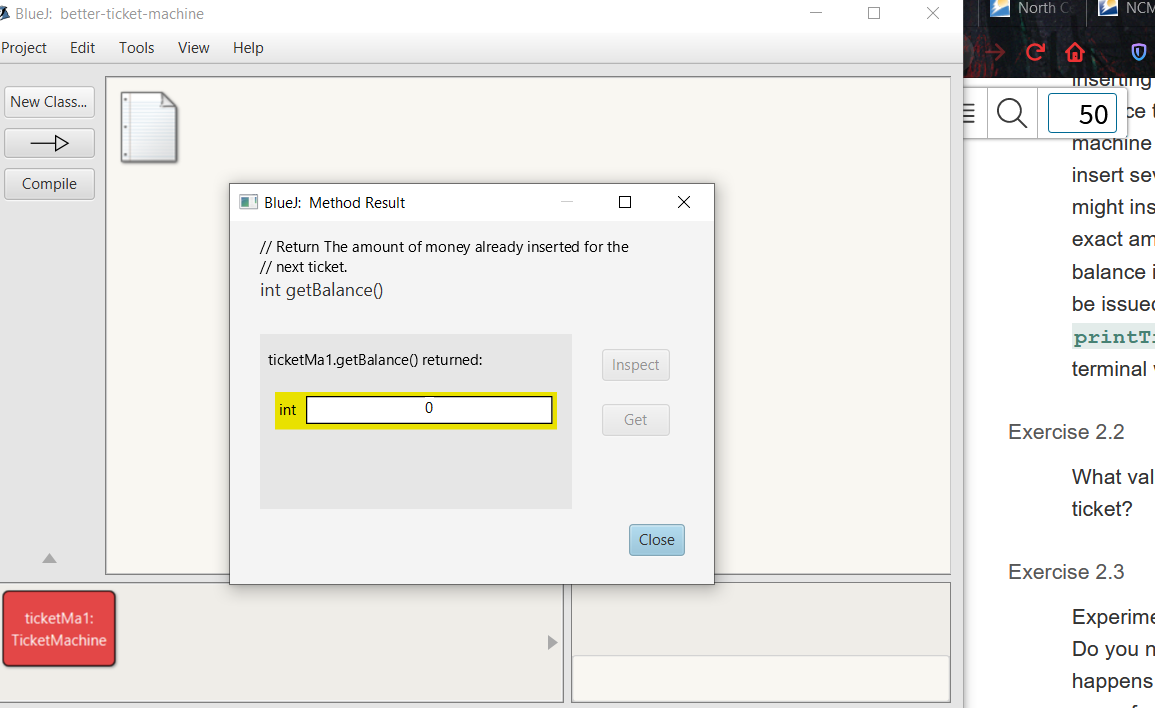 BlueJ: better-ticket-machine
Project Edit Tools View Help
New Class...
Compile
BlueJ: Method Result
// Return The amount of money already inserted for the
// next ticket.
int getBalance()
ticketMa1.getBalance() returned:
int 0
Inspect
Get
Close
ticketMa1:
TicketMachine
North C
NCM
inserting
50
ce t
machine
insert sev
might ins
exact am
balance i
be issued
printTi
terminal
Exercise 2.2
What val
ticket?
Exercise 2.3
Experime
Do you n
happens